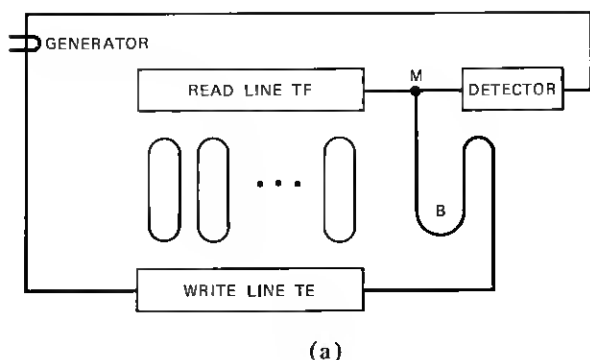 GENERATOR
M
READ LINE TF
DETECTOR
B
WRITE LINE TE
(a)